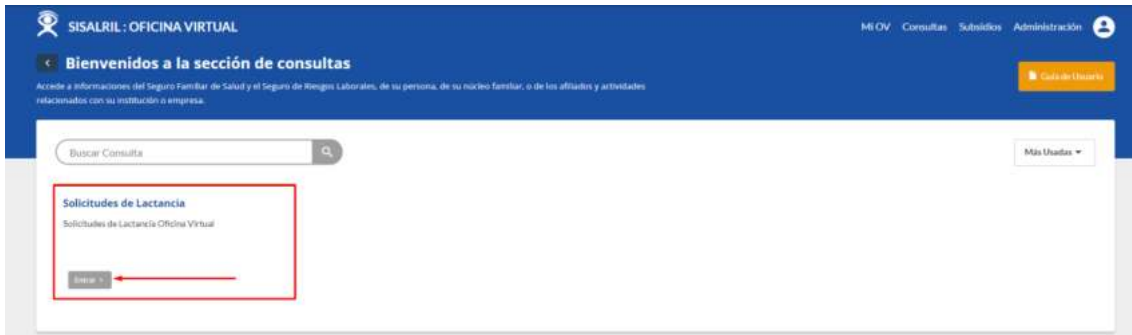 SISALRIL : OFICINA VIRTUAL
Mi OV Consultas Subsidios Administración
Bienvenidos a la sección de consultas
Guía de Usuario
Accede a informaciones del Seguro Familiar de Salud y el Seguro de Riesgos Laborales, de su persona, de su núcleo familiar, o de los afiliados y actividades
relacionados con su institución o empresa.
Buscar Consulta
Más Usadas
Solicitudes de Lactancia
Solicitudes de Lactancia Oficina Virtual
Entrar